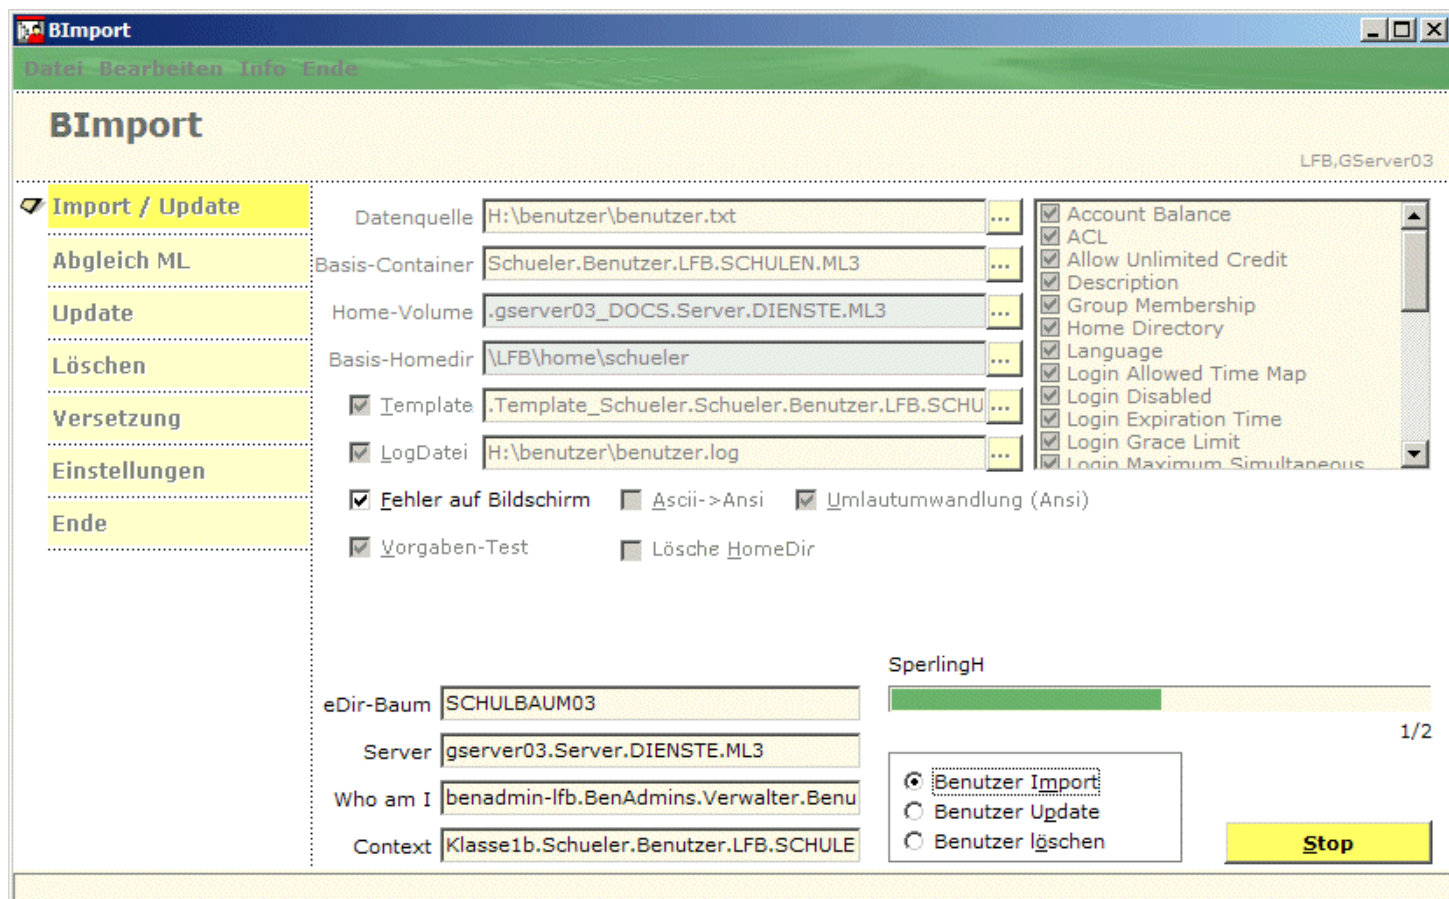 BImport
Datei Bearbeiten Info Ende
BImport
LFB,GServer03
Import / Update
Abgleich ML
Update
Löschen
Versetzung
Einstellungen
Ende
Datenquelle H:\benutzer\benutzer.txt ...
Basis-Container Schueler.Benutzer.LFB.SCHULEN.ML3 ...
Home-Volume .gserver03_DOCS.Server.DIENSTE.ML3 ...
Basis-Homedir \LFB\home\schueler ...
Template .Template_Schueler.Schueler.Benutzer.LFB.SCHU ...
LogDatei H:\benutzer\benutzer.log ...
Account Balance
ACL
Allow Unlimited Credit
Description
Group Membership
Home Directory
Language
Login Allowed Time Map
Login Disabled
Login Expiration Time
Login Grace Limit
Login Maximum Simultaneous
Fehler auf Bildschirm Ascii->Ansi Umlautumwandlung (Ansi)
Vorgaben-Test Lösche HomeDir
eDir-Baum SCHULBAUM03
Server gserver03.Server.DIENSTE.ML3
Who am I benadmin-lfb.BenAdmins.Verwalter.Benu
Context Klasse1b.Schueler.Benutzer.LFB.SCHULE
SperlingH
1/2
Benutzer Import
Benutzer Update
Benutzer löschen
Stop